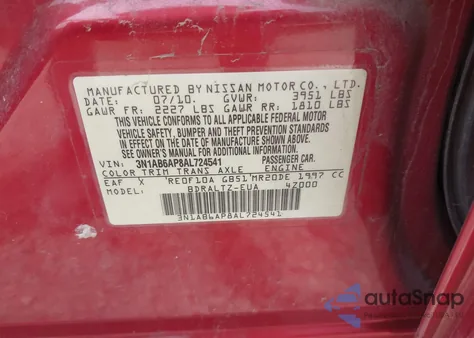 MANUFACTURED BY NISSAN MOTOR CO., LTD.
DATE: 07/10. GVWR: 3951 LBS
GAWR FR: 2227 LBS GAWR RR: 1810 LBS
THIS VEHICLE CONFORMS TO ALL APPLICABLE FEDERAL MOTOR
VEHICLE SAFETY, BUMPER AND THEFT PREVENTION STANDARDS
IN EFFECT ON THE DATE OF MANUFACTURE SHOWN ABOVE.
SEE OWNER'S MANUAL FOR ADDITIONAL INFORMATION.
VIN: 3N1AB6AP8AL724541 PASSENGER CAR.
COLOR TRIM TRANS AXLE ENGINE
EAF X RE0F10A GB51 MR20DE 1997 CC
MODEL: BDRALTZ-EUA 4Z000
3N1AB6AP8AL724541
autoSnap